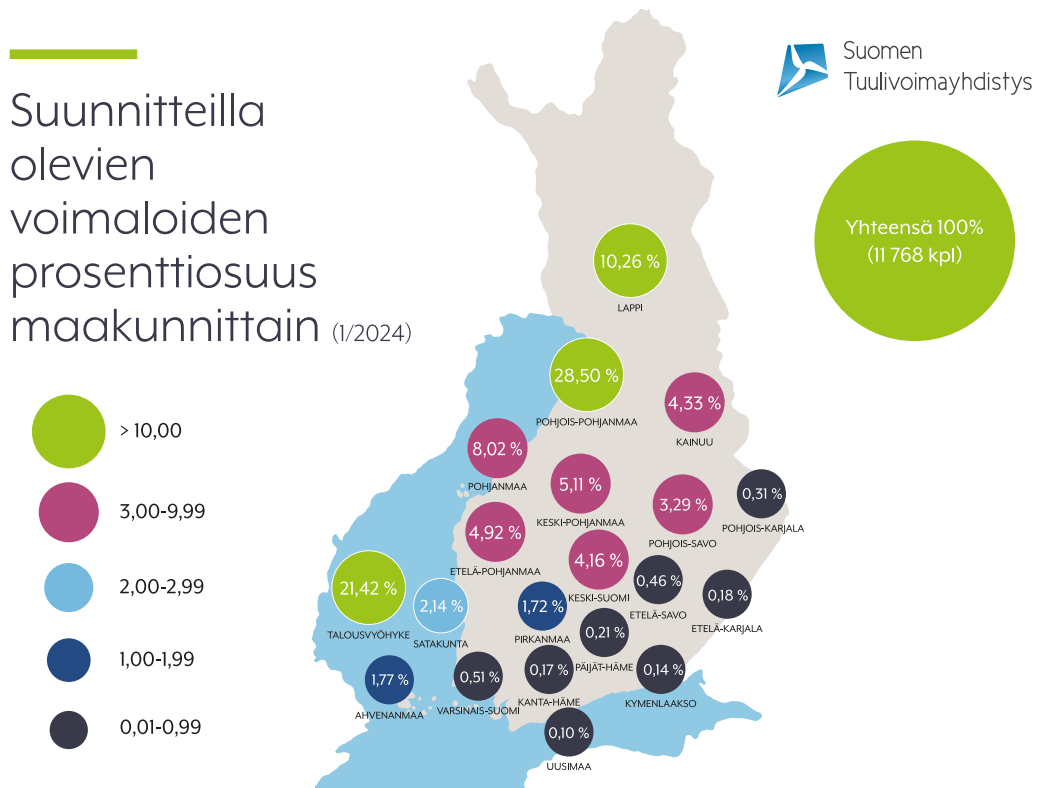 Suomen
Tuulivoimayhdistys
Suunnitteilla
olevien
voimaloiden
prosenttiosuus
maakunnittain (1/2024)
Yhteensä 100%
(11 768 kpl)
> 10,00
3,00-9,99
2,00-2,99
1,00-1,99
0,01-0,99
10,26 %
LAPPI
28,50 %
POHJOIS-POHJANMAA
4,33 %
KAINUU
8,02 %
POHJANMAA
5,11 %
KESKI-POHJANMAA
3,29 %
POHJOIS-SAVO
0,31 %
POHJOIS-KARJALA
4,92 %
ETELÄ-POHJANMAA
4,16 %
KESKI-SUOMI
0,46 %
ETELÄ-SAVO
0,18 %
ETELÄ-KARJALA
21,42 %
TALOUSVYÖHYKE
2,14 %
SATAKUNTA
1,72 %
PIRKANMAA
0,21 %
PÄIJÄT-HÄME
1,77 %
AHVENANMAA
0,51 %
VARSINAIS-SUOMI
0,17 %
KANTA-HÄME
0,14 %
KYMENLAAKSO
0,10 %
UUSIMAA